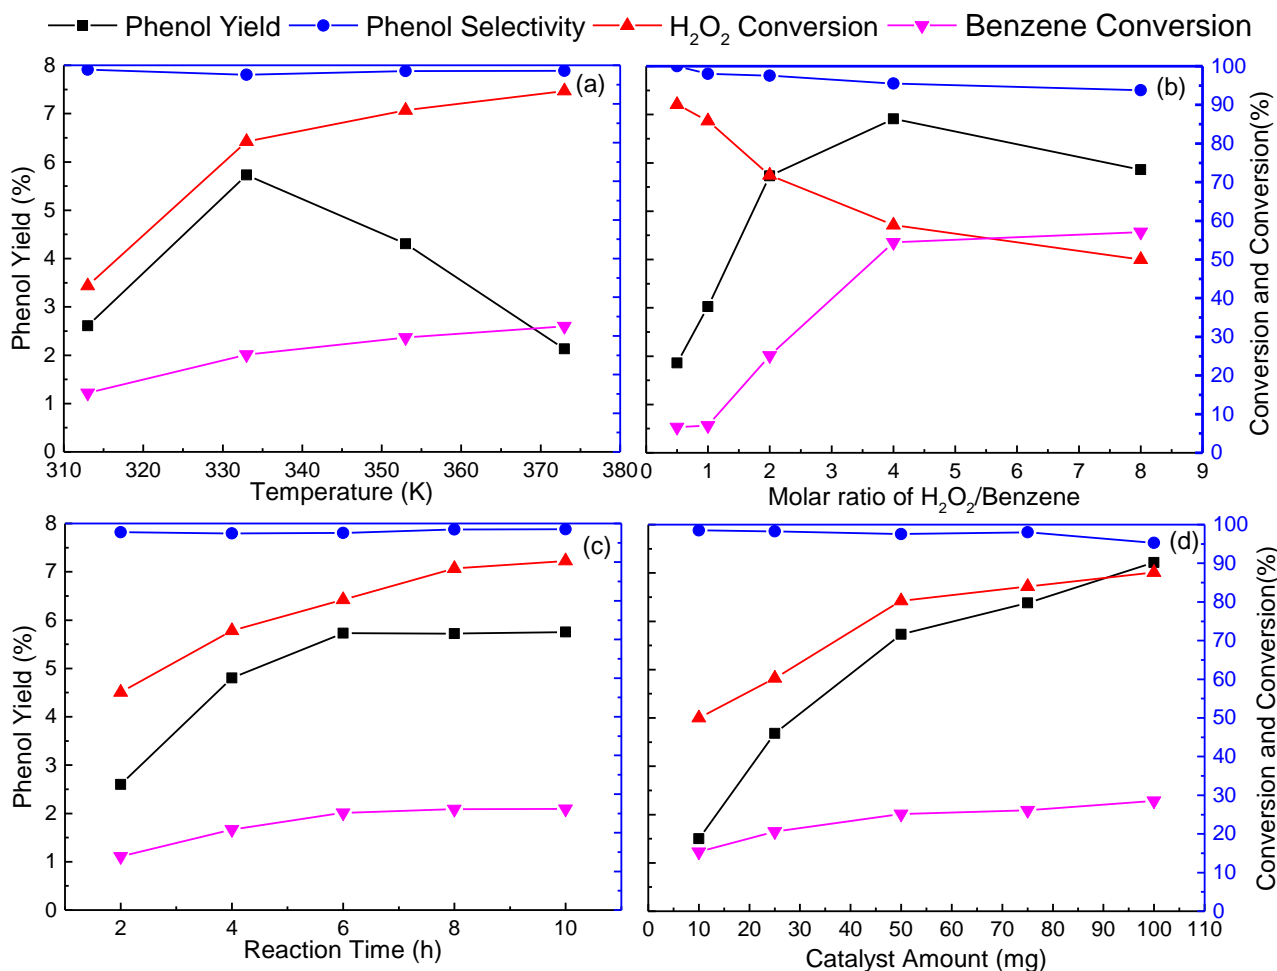 Phenol Yield Phenol Selectivity H₂O₂ Conversion Benzene Conversion
(a)
Phenol Yield (%)
8
7
6
5
4
3
2
1
0
310 320 330 340 350 360 370 380
Temperature (K)
(b)
100
90
80
70
60
50
40
30
20
10
0
Conversion and Conversion(%)
0 1 2 3 4 5 6 7 8 9
Molar ratio of H₂O₂/Benzene
(c)
Phenol Yield (%)
8
7
6
5
4
3
2
1
0
2 4 6 8 10
Reaction Time (h)
(d)
100
90
80
70
60
50
40
30
20
10
0
Conversion and Conversion(%)
0 10 20 30 40 50 60 70 80 90 100 110
Catalyst Amount (mg)